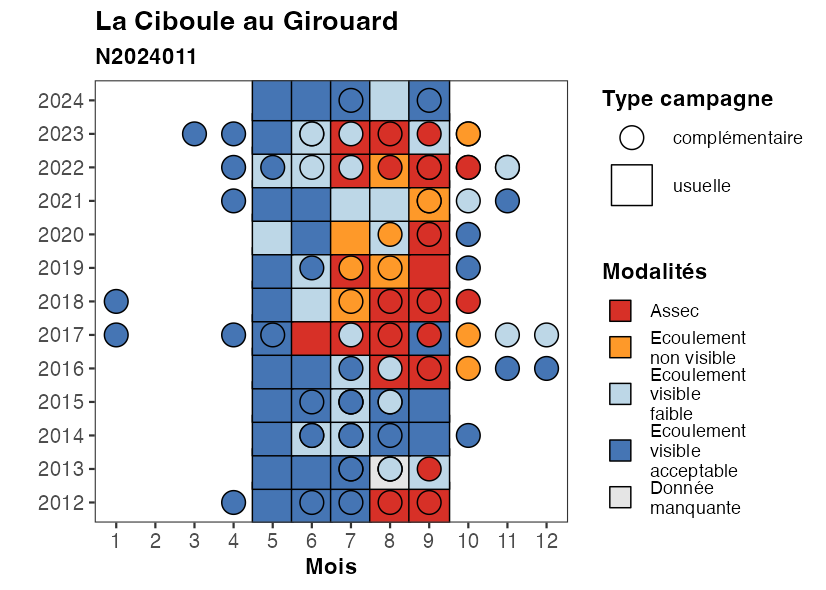 La Ciboule au Girouard
N2024011
2024
2023
2022
2021
2020
2019
2018
2017
2016
2015
2014
2013
2012
1 2 3 4 5 6 7 8 9 10 11 12
Mois
Type campagne
complémentaire
usuelle
Modalités
Assec
Ecoulement
non visible
Ecoulement
visible
faible
Ecoulement
visible
acceptable
Donnée
manquante